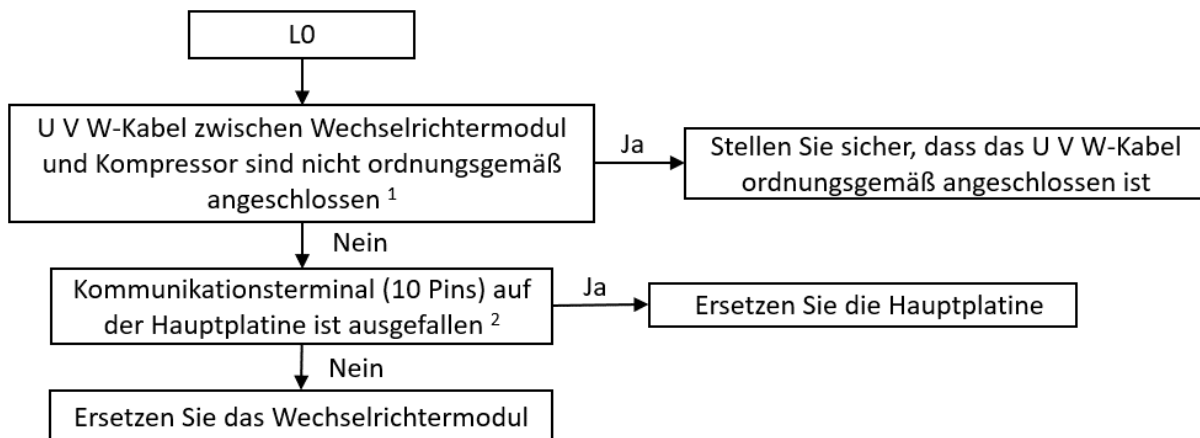 L0
U V W-Kabel zwischen Wechselrichtermodul
und Kompressor sind nicht ordnungsgemäß
angeschlossen ¹
Ja
Stellen Sie sicher, dass das U V W-Kabel
ordnungsgemäß angeschlossen ist
Nein
Kommunikationsterminal (10 Pins) auf
der Hauptplatine ist ausgefallen ²
Ja
Ersetzen Sie die Hauptplatine
Nein
Ersetzen Sie das Wechselrichtermodul